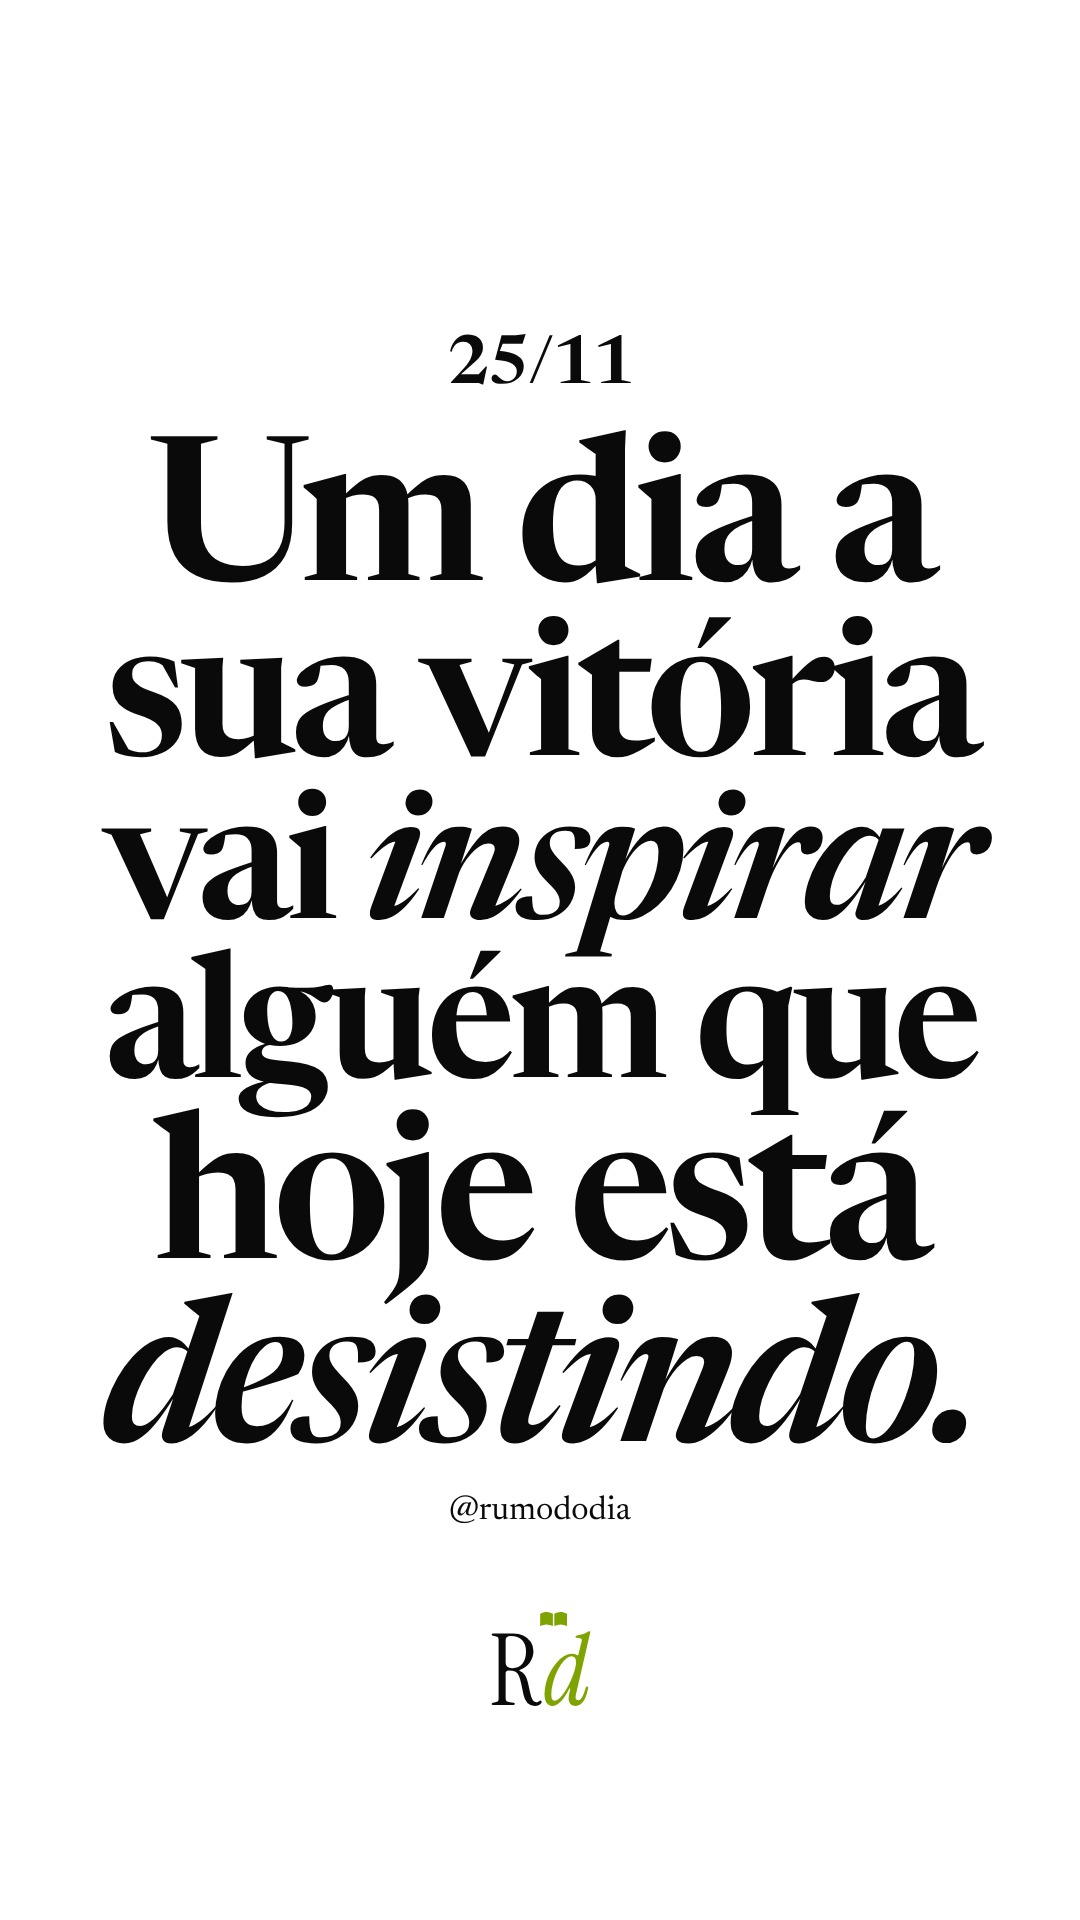 25/11
Um dia a
sua vitória
vai inspirar
alguém que
hoje está
desistindo.
@rumododia
Rd